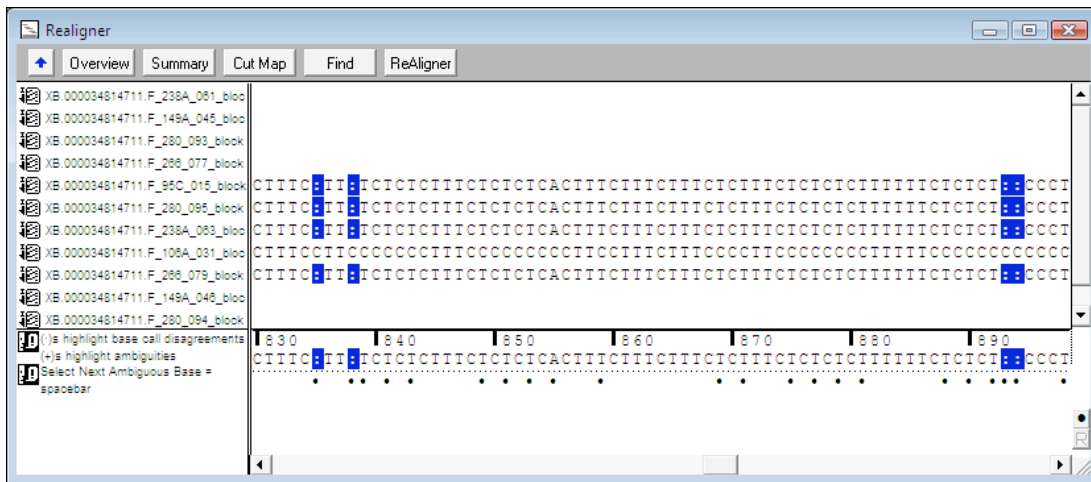 Realigner
Overview Summary Cut Map Find ReAligner
XB.000034814711.F_238A_061_bloc
XB.000034814711.F_149A_045_bloc
XB.000034814711.F_280_093_block
XB.000034814711.F_266_077_block
XB.000034814711.F_95C_015_block CTTTC:TT:TCTCTCTTTCTCTCTCACTTTCTTTCTTTCTCTTTCTCTCTCTTTTTTCTCTCT::CCCT
XB.000034814711.F_280_095_block CTTTC:TT:TCTCTCTTTCTCTCTCACTTTCTTTCTTTCTCTTTCTCTCTCTTTTTTCTCTCT::CCCT
XB.000034814711.F_238A_063_bloc CTTTC:TT:TCTCTCTTTCTCTCTCACTTTCTTTCTTTCTCTTTCTCTCTCTTTTTTCTCTCT::CCCT
XB.000034814711.F_106A_031_bloc CTTTCCTTCCCCCCCTTTCCCCCCCCCTTCCTTTCTTTCCCCTTCCCCCCCCTTTTTCCCCCCCCCCCC
XB.000034814711.F_266_079_block CTTTC:TT:TCTCTCTTTCTCTCTCACTTTCTTTCTTTCTCTTTCTCTCTCTTTTTTCTCTCT::CCCT
XB.000034814711.F_149A_046_bloc
XB.000034814711.F_280_094_block
(·)s highlight base call disagreements 830 840 850 860 870 880 890
(+)s highlight ambiguities CTTTC:TT:TCTCTCTTTCTCTCTCACTTTCTTTCTTTCTCTTTCTCTCTCTTTTTTCTCTCT::CCCT
Select Next Ambiguous Base =
spacebar
R